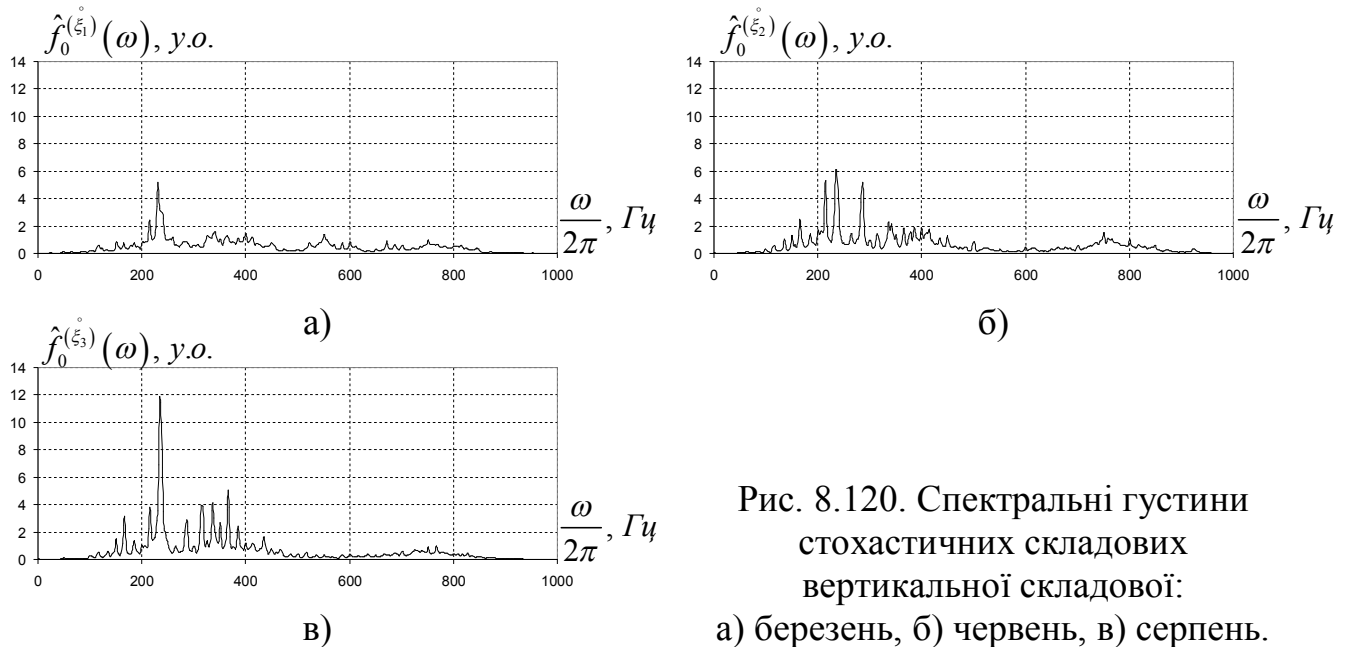 f̂₀^(ξ̊₁)(ω), у.о.
14
12
10
8
6
4
2
0
0 200 400 600 800 1000
ω/2π, Гц
а)
f̂₀^(ξ̊₂)(ω), у.о.
14
12
10
8
6
4
2
0
0 200 400 600 800 1000
ω/2π, Гц
б)
f̂₀^(ξ̊₃)(ω), у.о.
14
12
10
8
6
4
2
0
0 200 400 600 800 1000
ω/2π, Гц
в)
Рис. 8.120. Спектральні густини
стохастичних складових
вертикальної складової:
а) березень, б) червень, в) серпень.